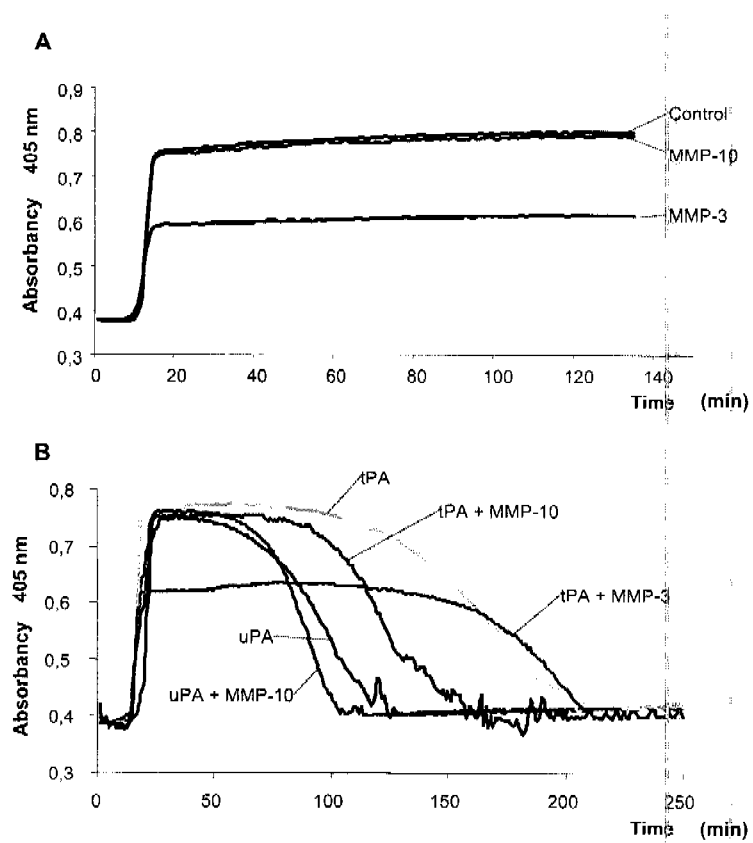 A
Absorbancy 405 nm
0,9
0,8
0,7
0,6
0,5
0,4
0,3
Control
MMP-10
MMP-3
0 20 40 60 80 100 120 140
Time (min)
B
Absorbancy 405 nm
0,8
0,7
0,6
0,5
0,4
0,3
tPA
tPA + MMP-10
tPA + MMP-3
uPA
uPA + MMP-10
0 50 100 150 200 250
Time (min)